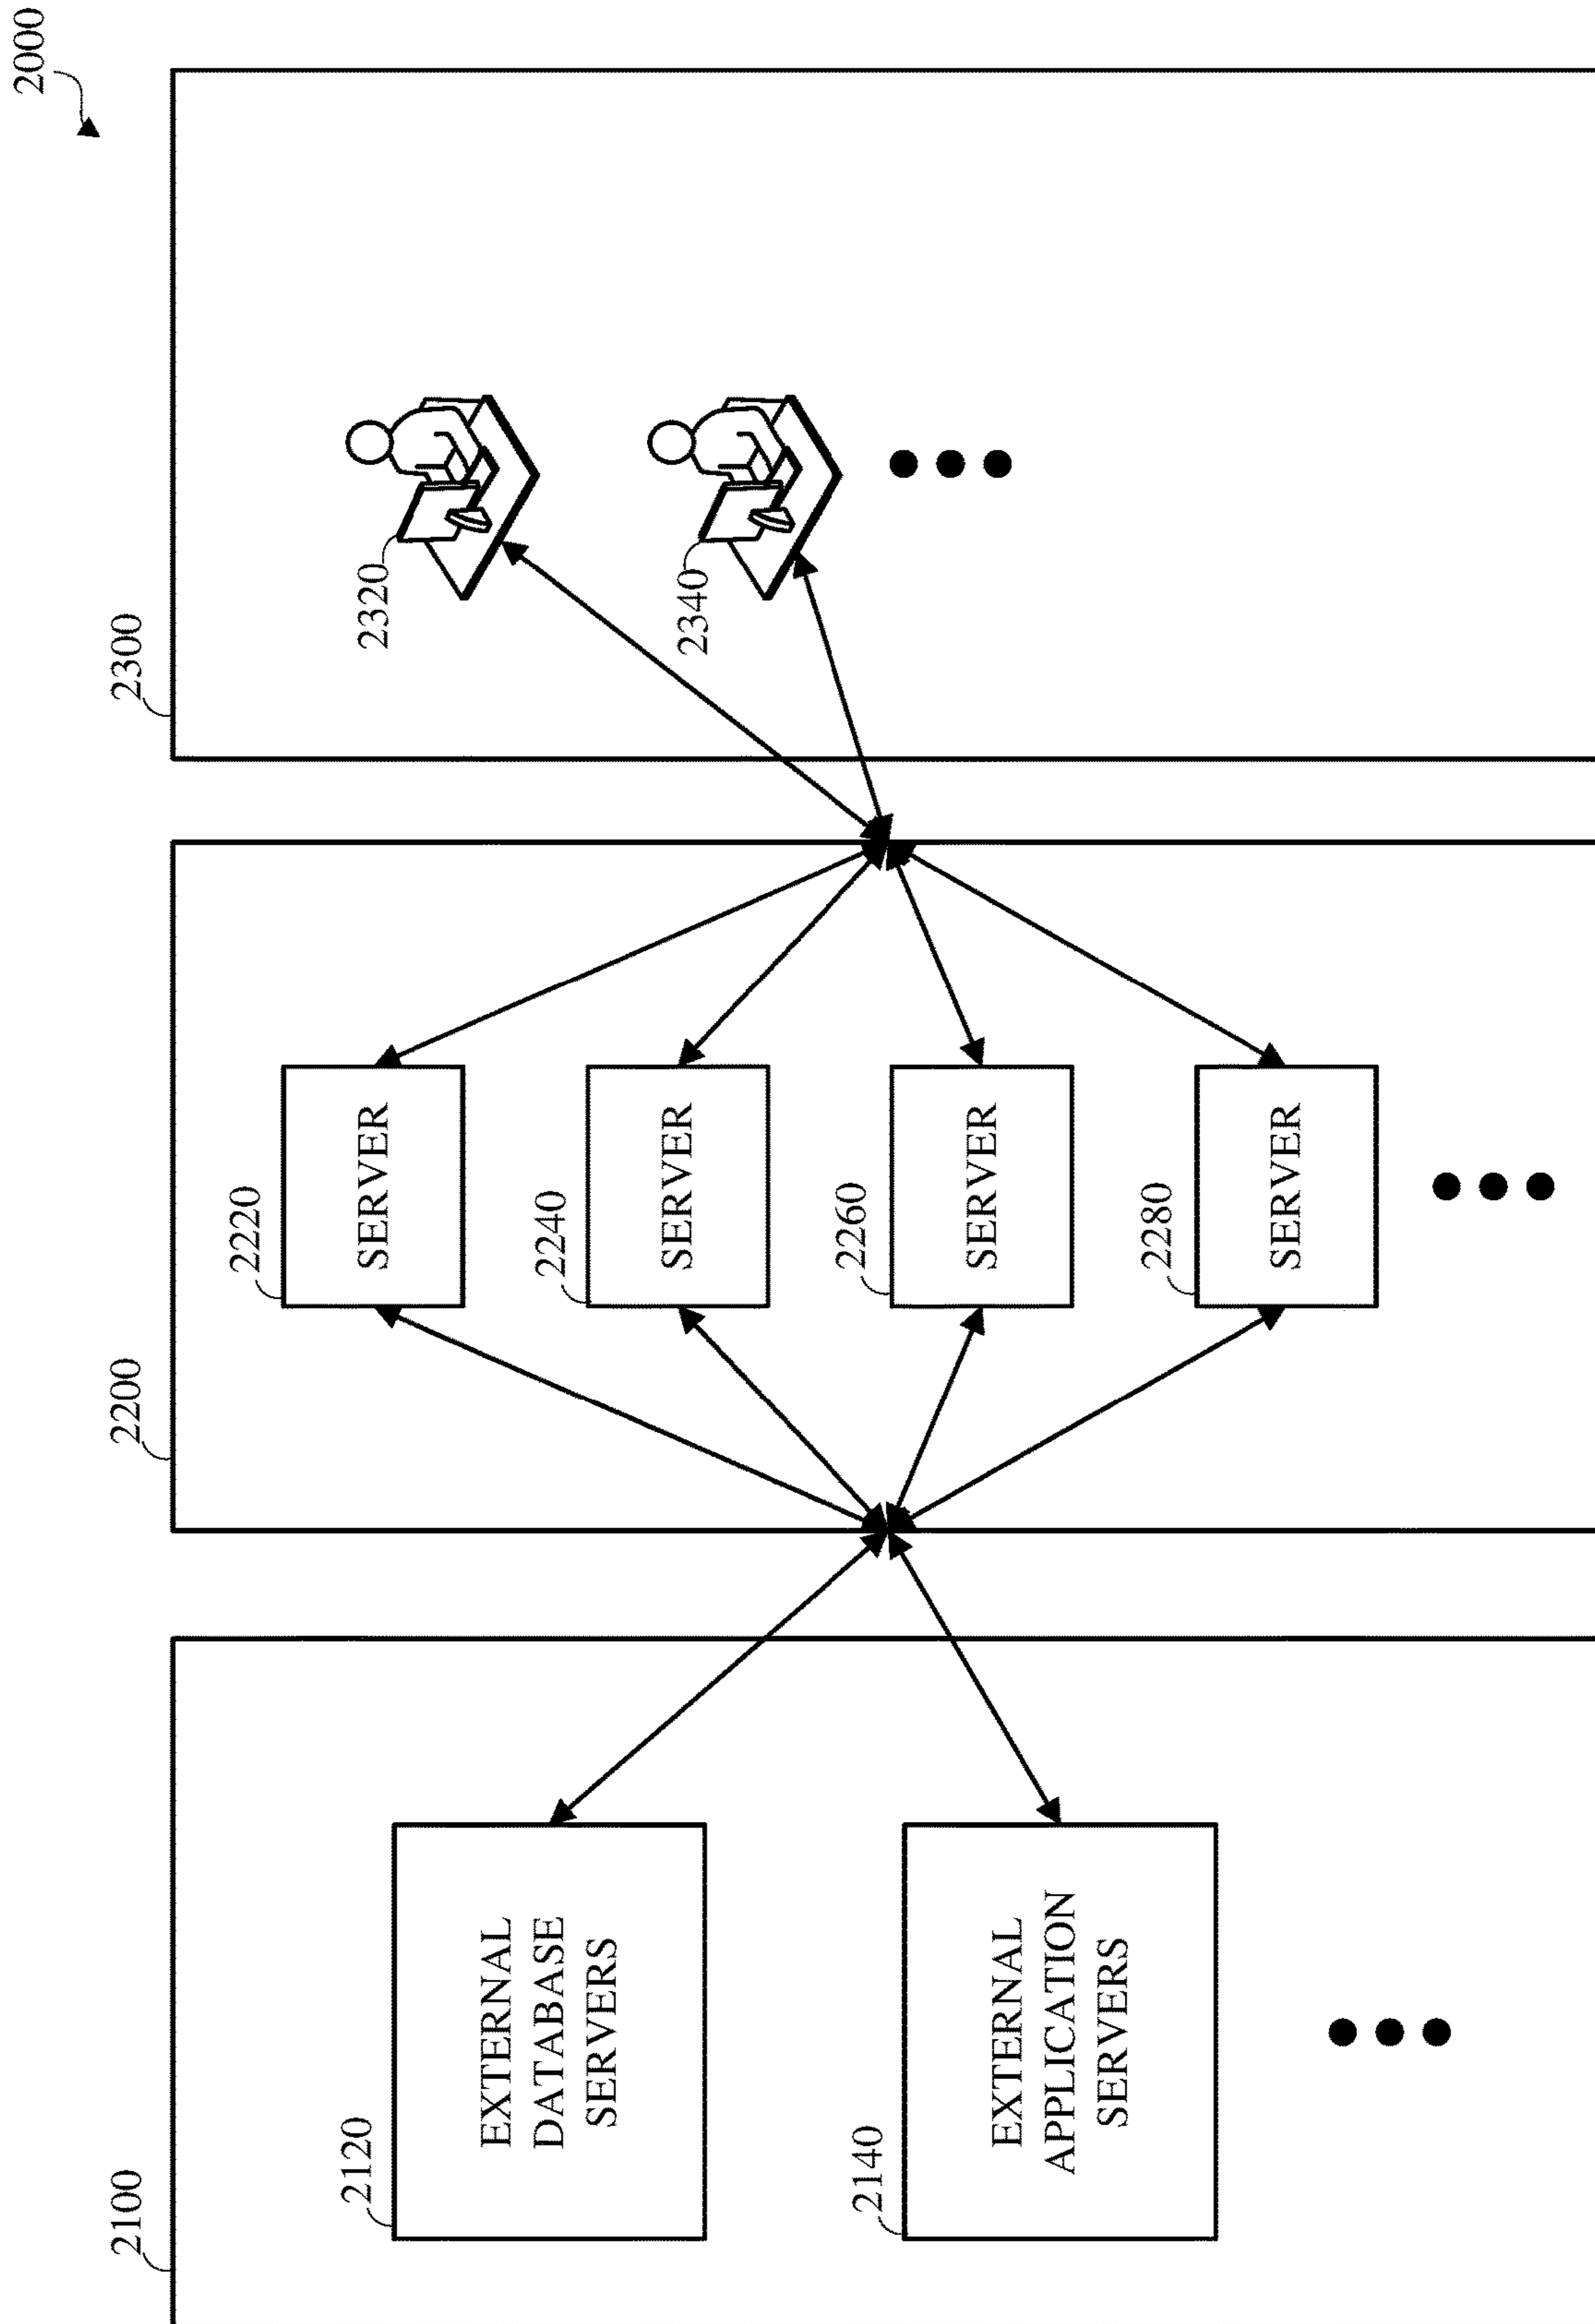 2000
2100
2200
2300
2120
EXTERNAL
DATABASE
SERVERS
2140
EXTERNAL
APPLICATION
SERVERS
2220
SERVER
2240
SERVER
2260
SERVER
2280
SERVER
2320
2340